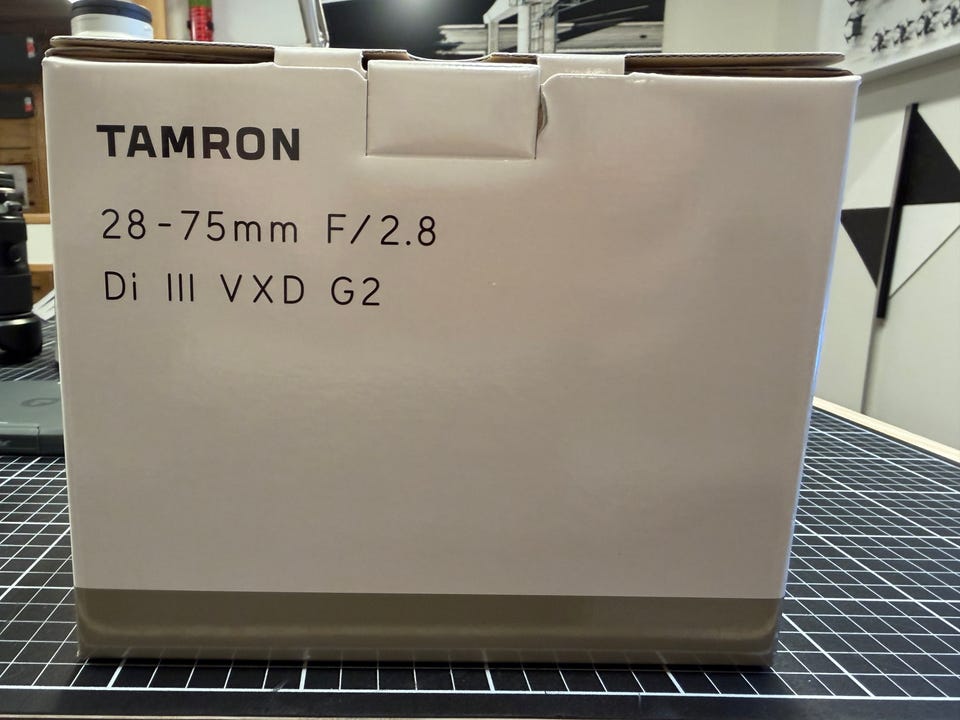 TAMRON
28-75mm F/2.8
Di III VXD G2